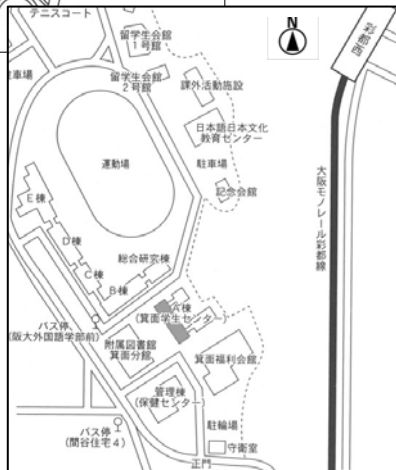 テニスコート
N
留学生会館
1号館
彩都西
駐車場
留学生会館
2号館
課外活動施設
日本語日本文化
教育センター
運動場
駐車場
記念会館
大阪モノレール彩都線
E棟
D棟
C棟
総合研究棟
B棟
A棟
(箕面学生センター)
バス停
(阪大外国語学部前)
附属図書館
箕面分館
箕面福利会館
管理棟
(保健センター)
バス停
(間谷住宅4)
駐輪場
守衛室
正門